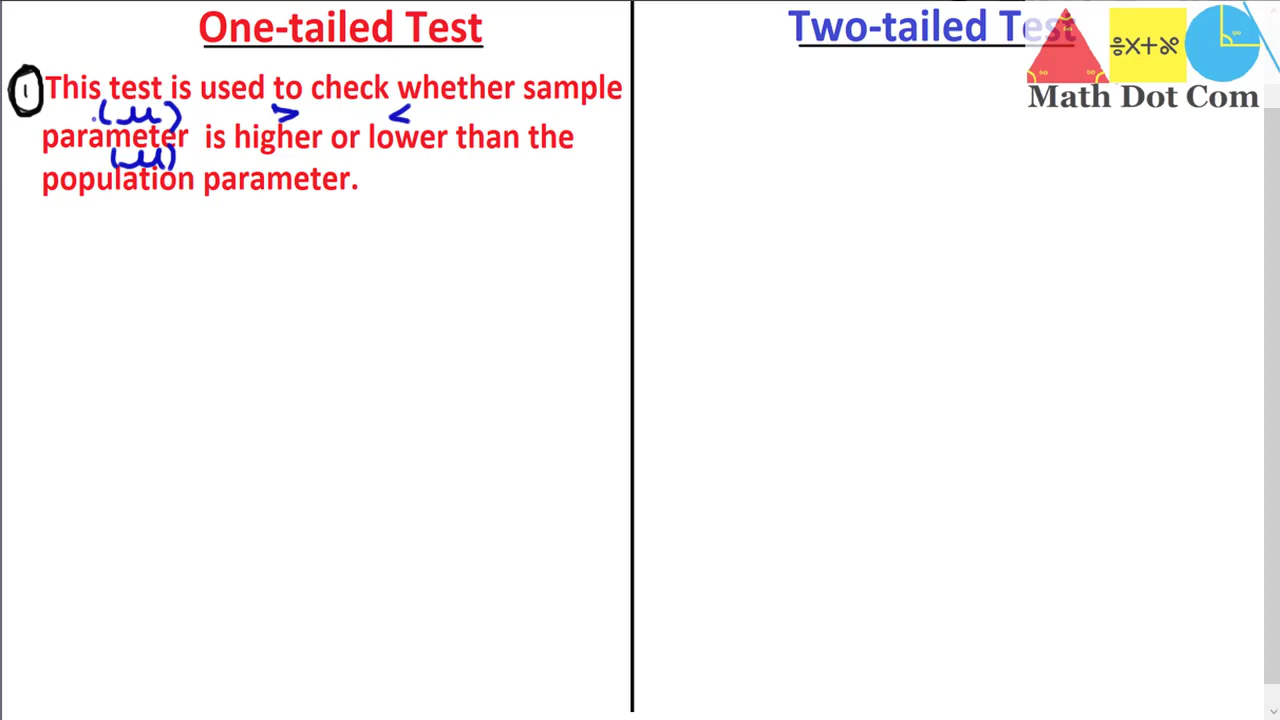 One-tailed Test
Two-tailed Test
÷x+%
Math Dot Com
1 This test is used to check whether sample
(μ) > <
parameter is higher or lower than the
(μ)
population parameter.